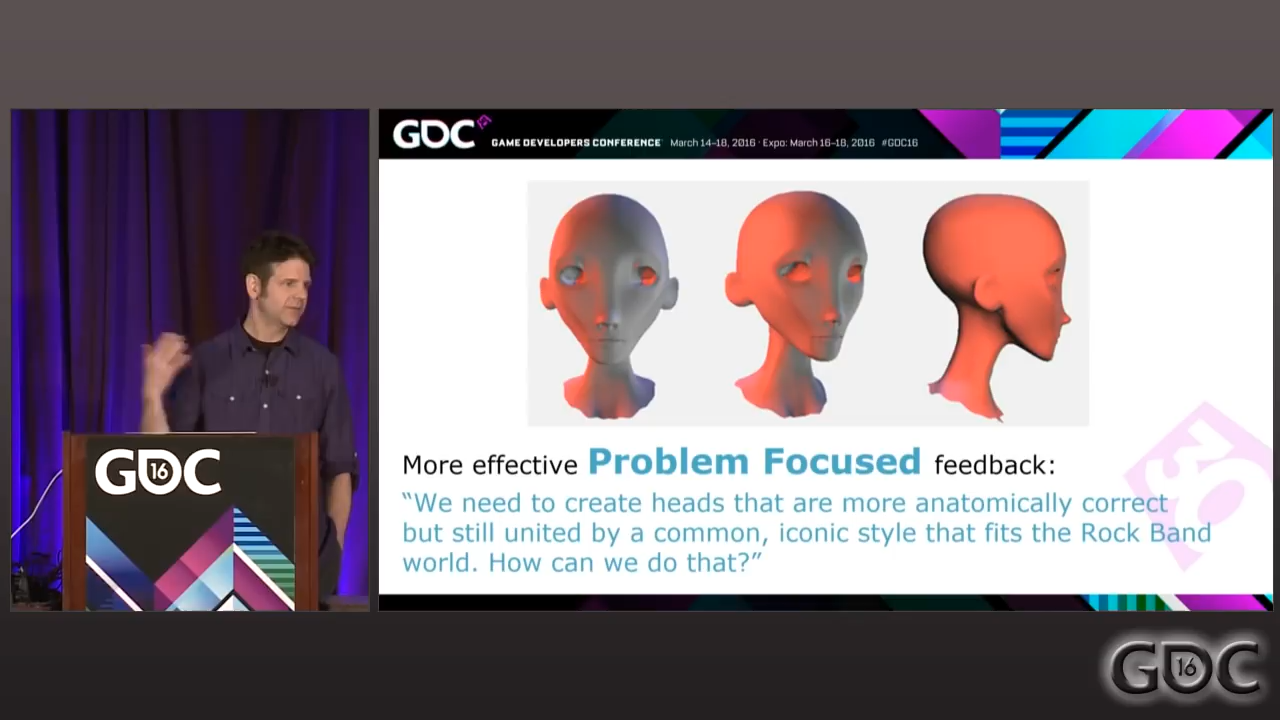 GDC
GAME DEVELOPERS CONFERENCE March 14-18, 2016 · Expo: March 16-18, 2016 #GDC16
More effective Problem Focused feedback:
“We need to create heads that are more anatomically correct
but still united by a common, iconic style that fits the Rock Band
world. How can we do that?”
GDC
16
GDC
16